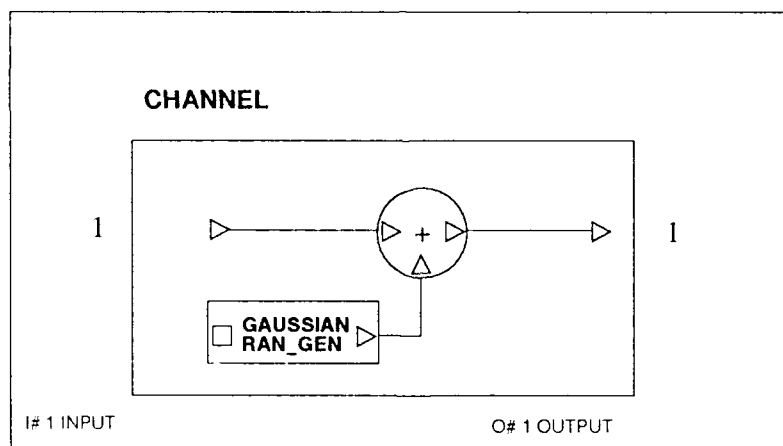 CHANNEL
1
+
1
GAUSSIAN
RAN_GEN
I# 1 INPUT
O# 1 OUTPUT